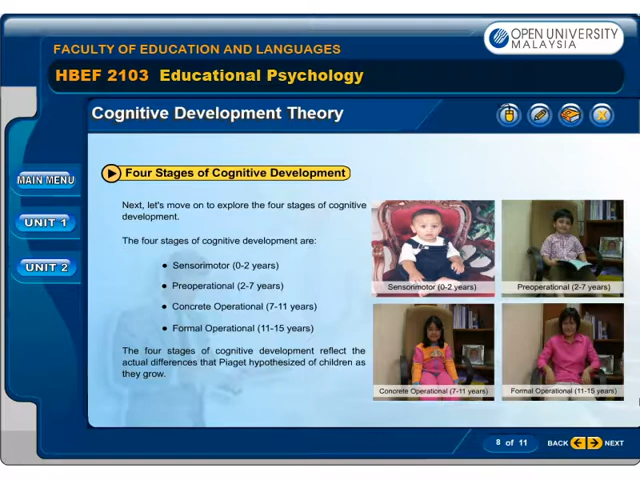 OPEN UNIVERSITY
MALAYSIA
FACULTY OF EDUCATION AND LANGUAGES
HBEF 2103 Educational Psychology
Cognitive Development Theory
MAIN MENU
UNIT 1
UNIT 2
Four Stages of Cognitive Development
Next, let's move on to explore the four stages of cognitive
development.
The four stages of cognitive development are:
● Sensorimotor (0-2 years)
● Preoperational (2-7 years)
● Concrete Operational (7-11 years)
● Formal Operational (11-15 years)
The four stages of cognitive development reflect the
actual differences that Piaget hypothesized of children as
they grow.
Sensorimotor (0-2 years)
Preoperational (2-7 years)
Concrete Operational (7-11 years)
Formal Operational (11-15 years)
8 of 11
BACK NEXT